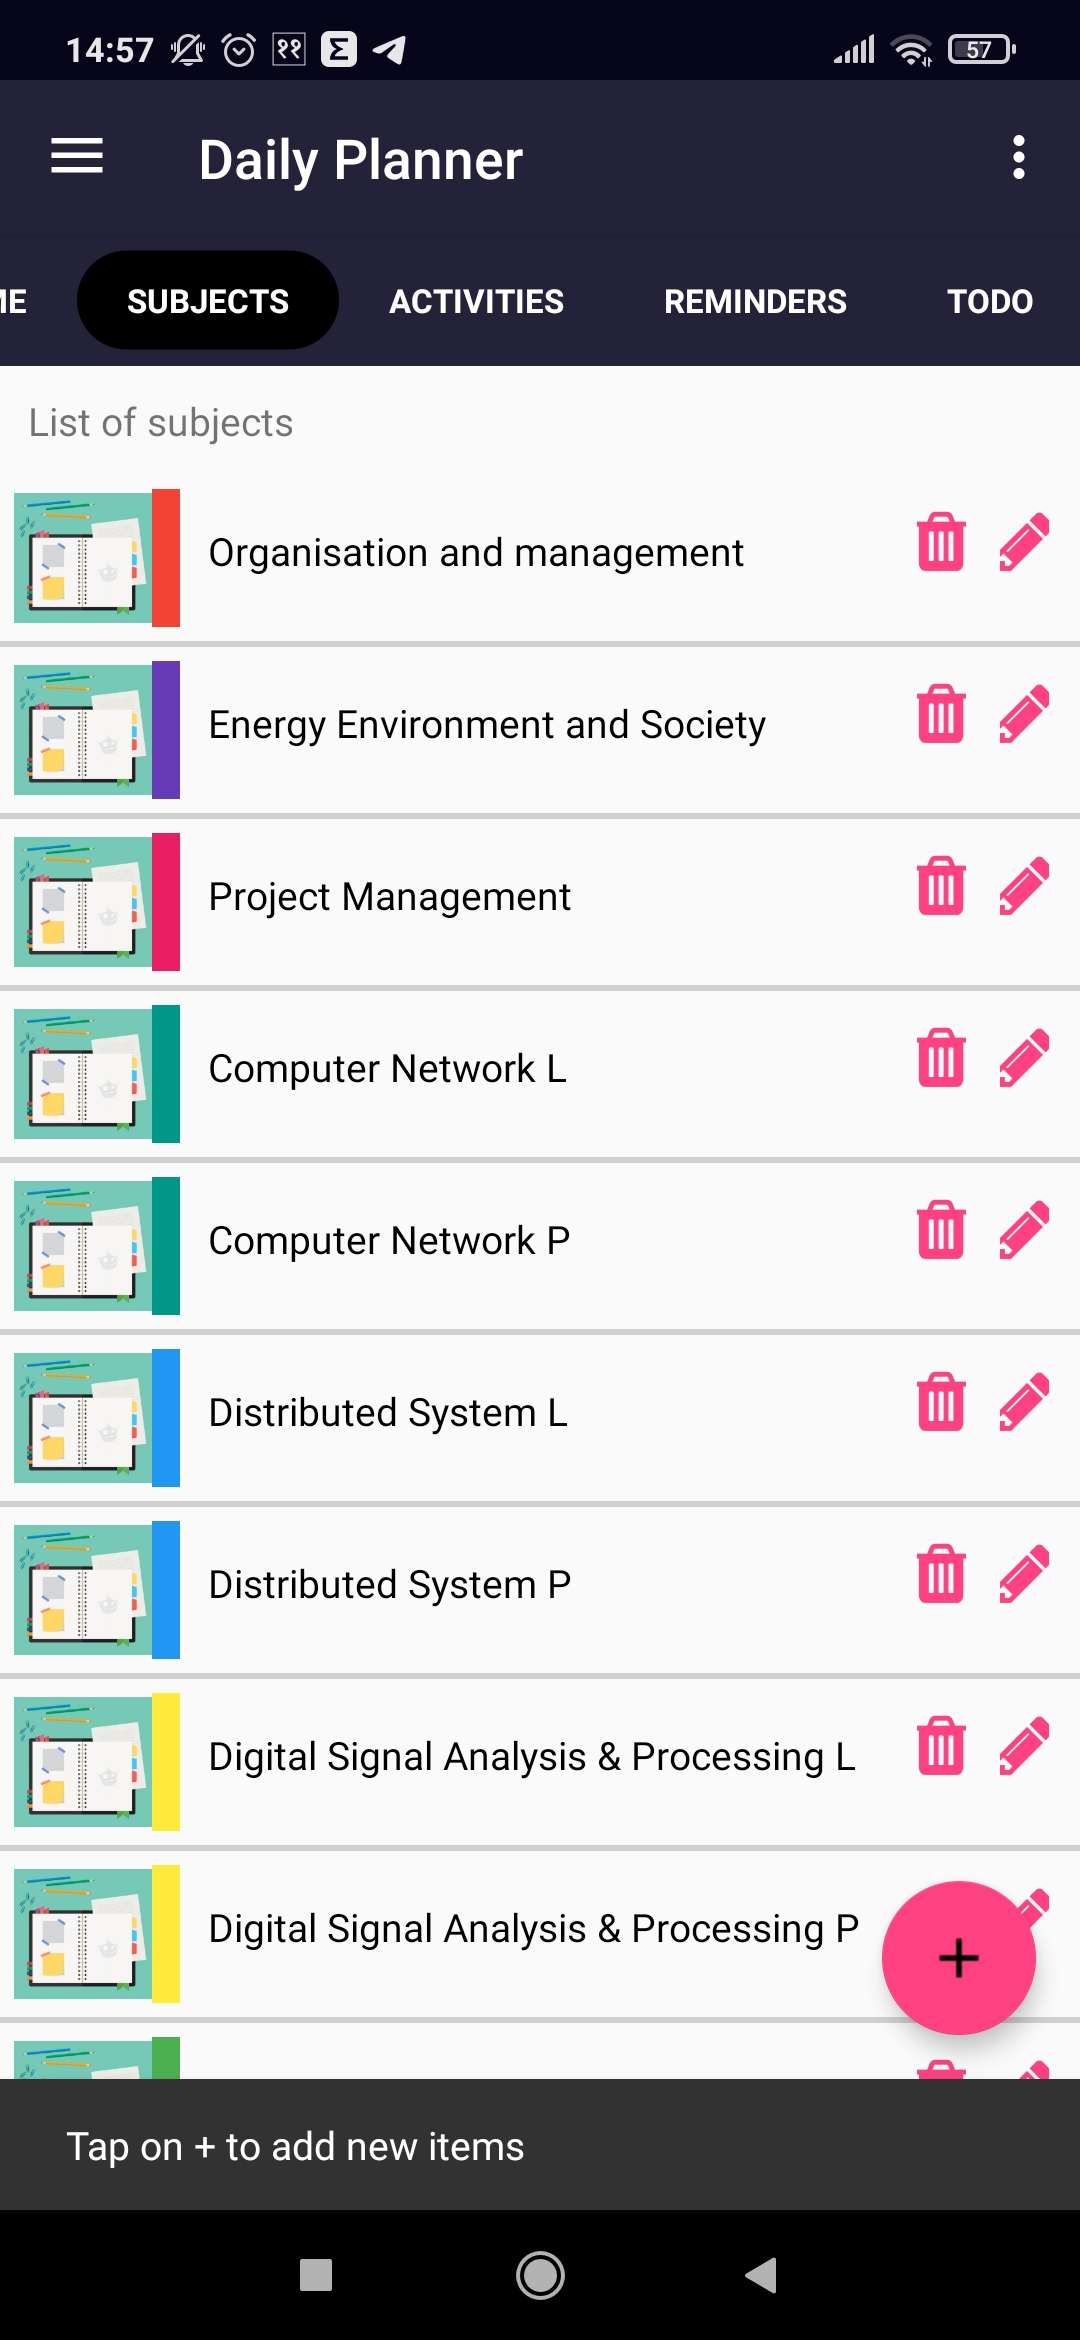 14:57 ११ Σ 57
Daily Planner
ME SUBJECTS ACTIVITIES REMINDERS TODO
List of subjects
Organisation and management
Energy Environment and Society
Project Management
Computer Network L
Computer Network P
Distributed System L
Distributed System P
Digital Signal Analysis & Processing L
Digital Signal Analysis & Processing P
+
Tap on + to add new items